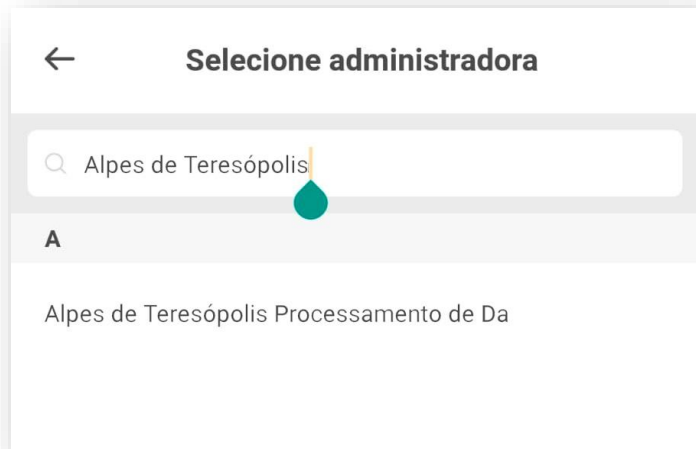 Selecione administradora
Alpes de Teresópolis
A
Alpes de Teresópolis Processamento de Da